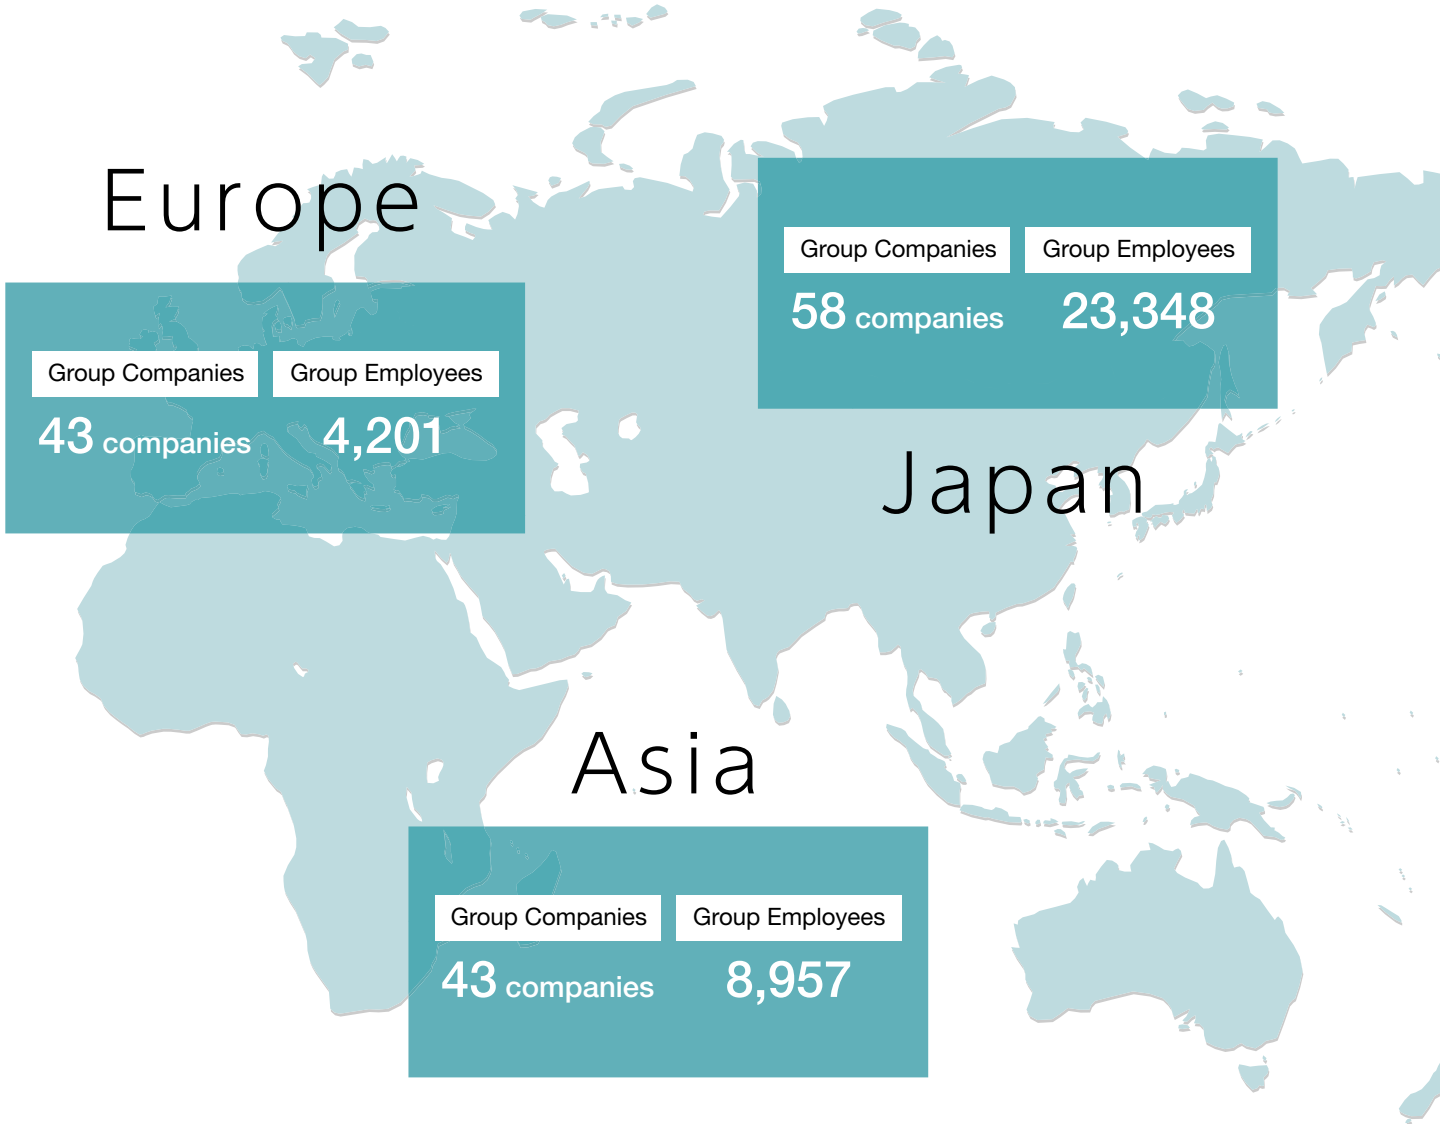 Europe
Group Companies Group Employees
43 companies 4,201
Group Companies Group Employees
58 companies 23,348
Japan
Asia
Group Companies Group Employees
43 companies 8,957